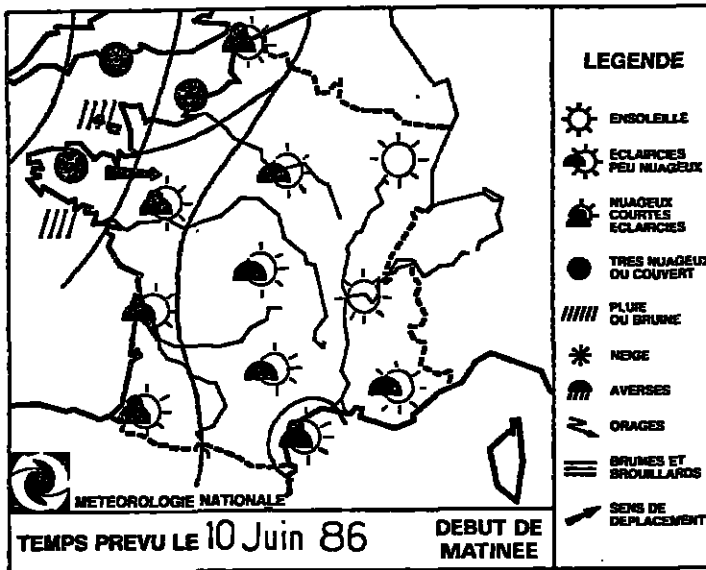 LEGENDE
ENSOLEILLE
ECLAIRCIES
PEU NUAGEUX
NUAGEUX
COURTES
ECLAIRCIES
TRES NUAGEUX
OU COUVERT
PLUIE
OU BRUINE
NEIGE
AVERSES
ORAGES
BRUMES ET
BROUILLARDS
SENS DE
DEPLACEMENT
METEOROLOGIE NATIONALE
TEMPS PREVU LE 10 Juin 86 DEBUT DE
MATINEE